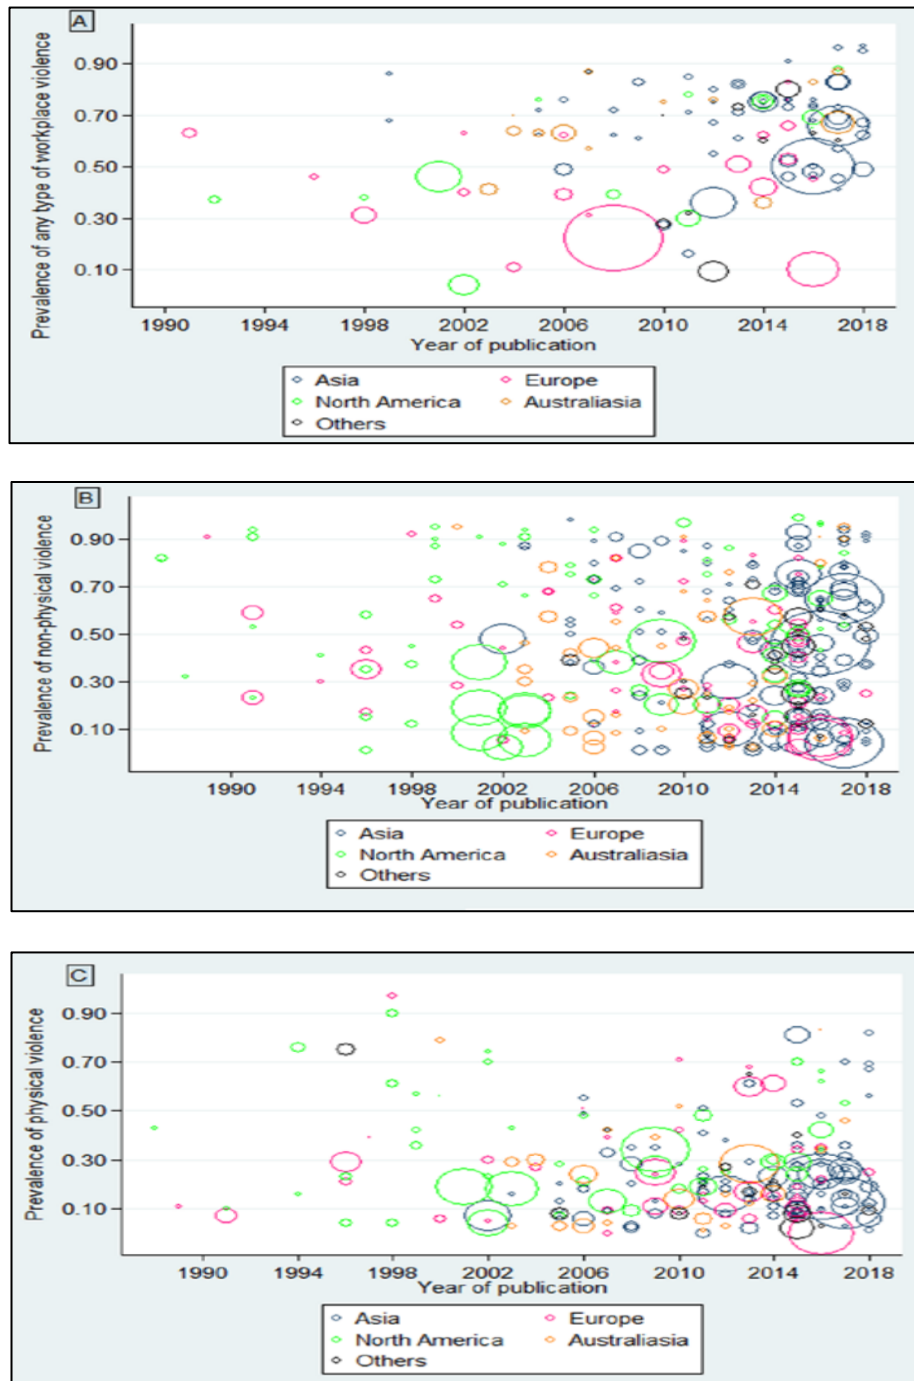 A
Prevalence of any type of workplace violence
0.90
0.70
0.50
0.30
0.10
1990 1994 1998 2002 2006 2010 2014 2018
Year of publication
Asia Europe
North America Australiasia
Others
B
Prevalence of non-physical violence
0.90
0.70
0.50
0.30
0.10
1990 1994 1998 2002 2006 2010 2014 2018
Year of publication
Asia Europe
North America Australiasia
Others
C
Prevalence of physical violence
0.90
0.70
0.50
0.30
0.10
1990 1994 1998 2002 2006 2010 2014 2018
Year of publication
Asia Europe
North America Australiasia
Others